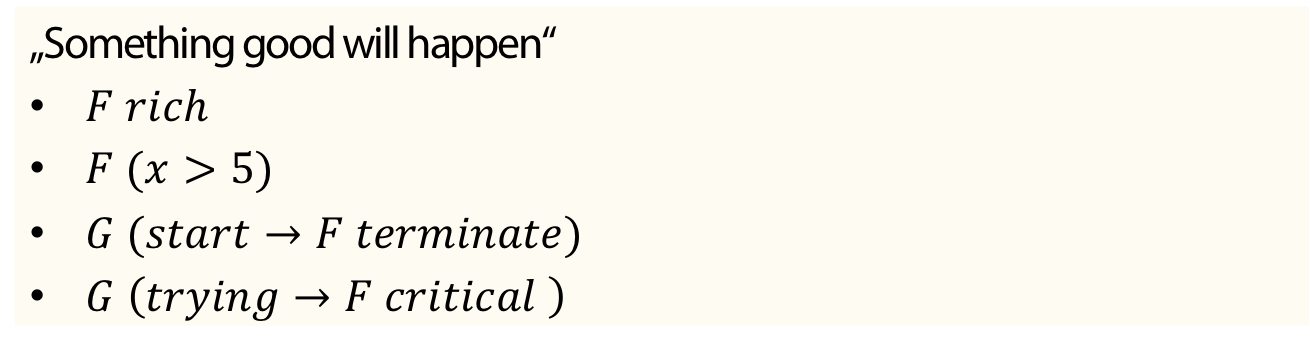 „Something good will happen“
• F rich
• F (x > 5)
• G (start → F terminate)
• G (trying → F critical )